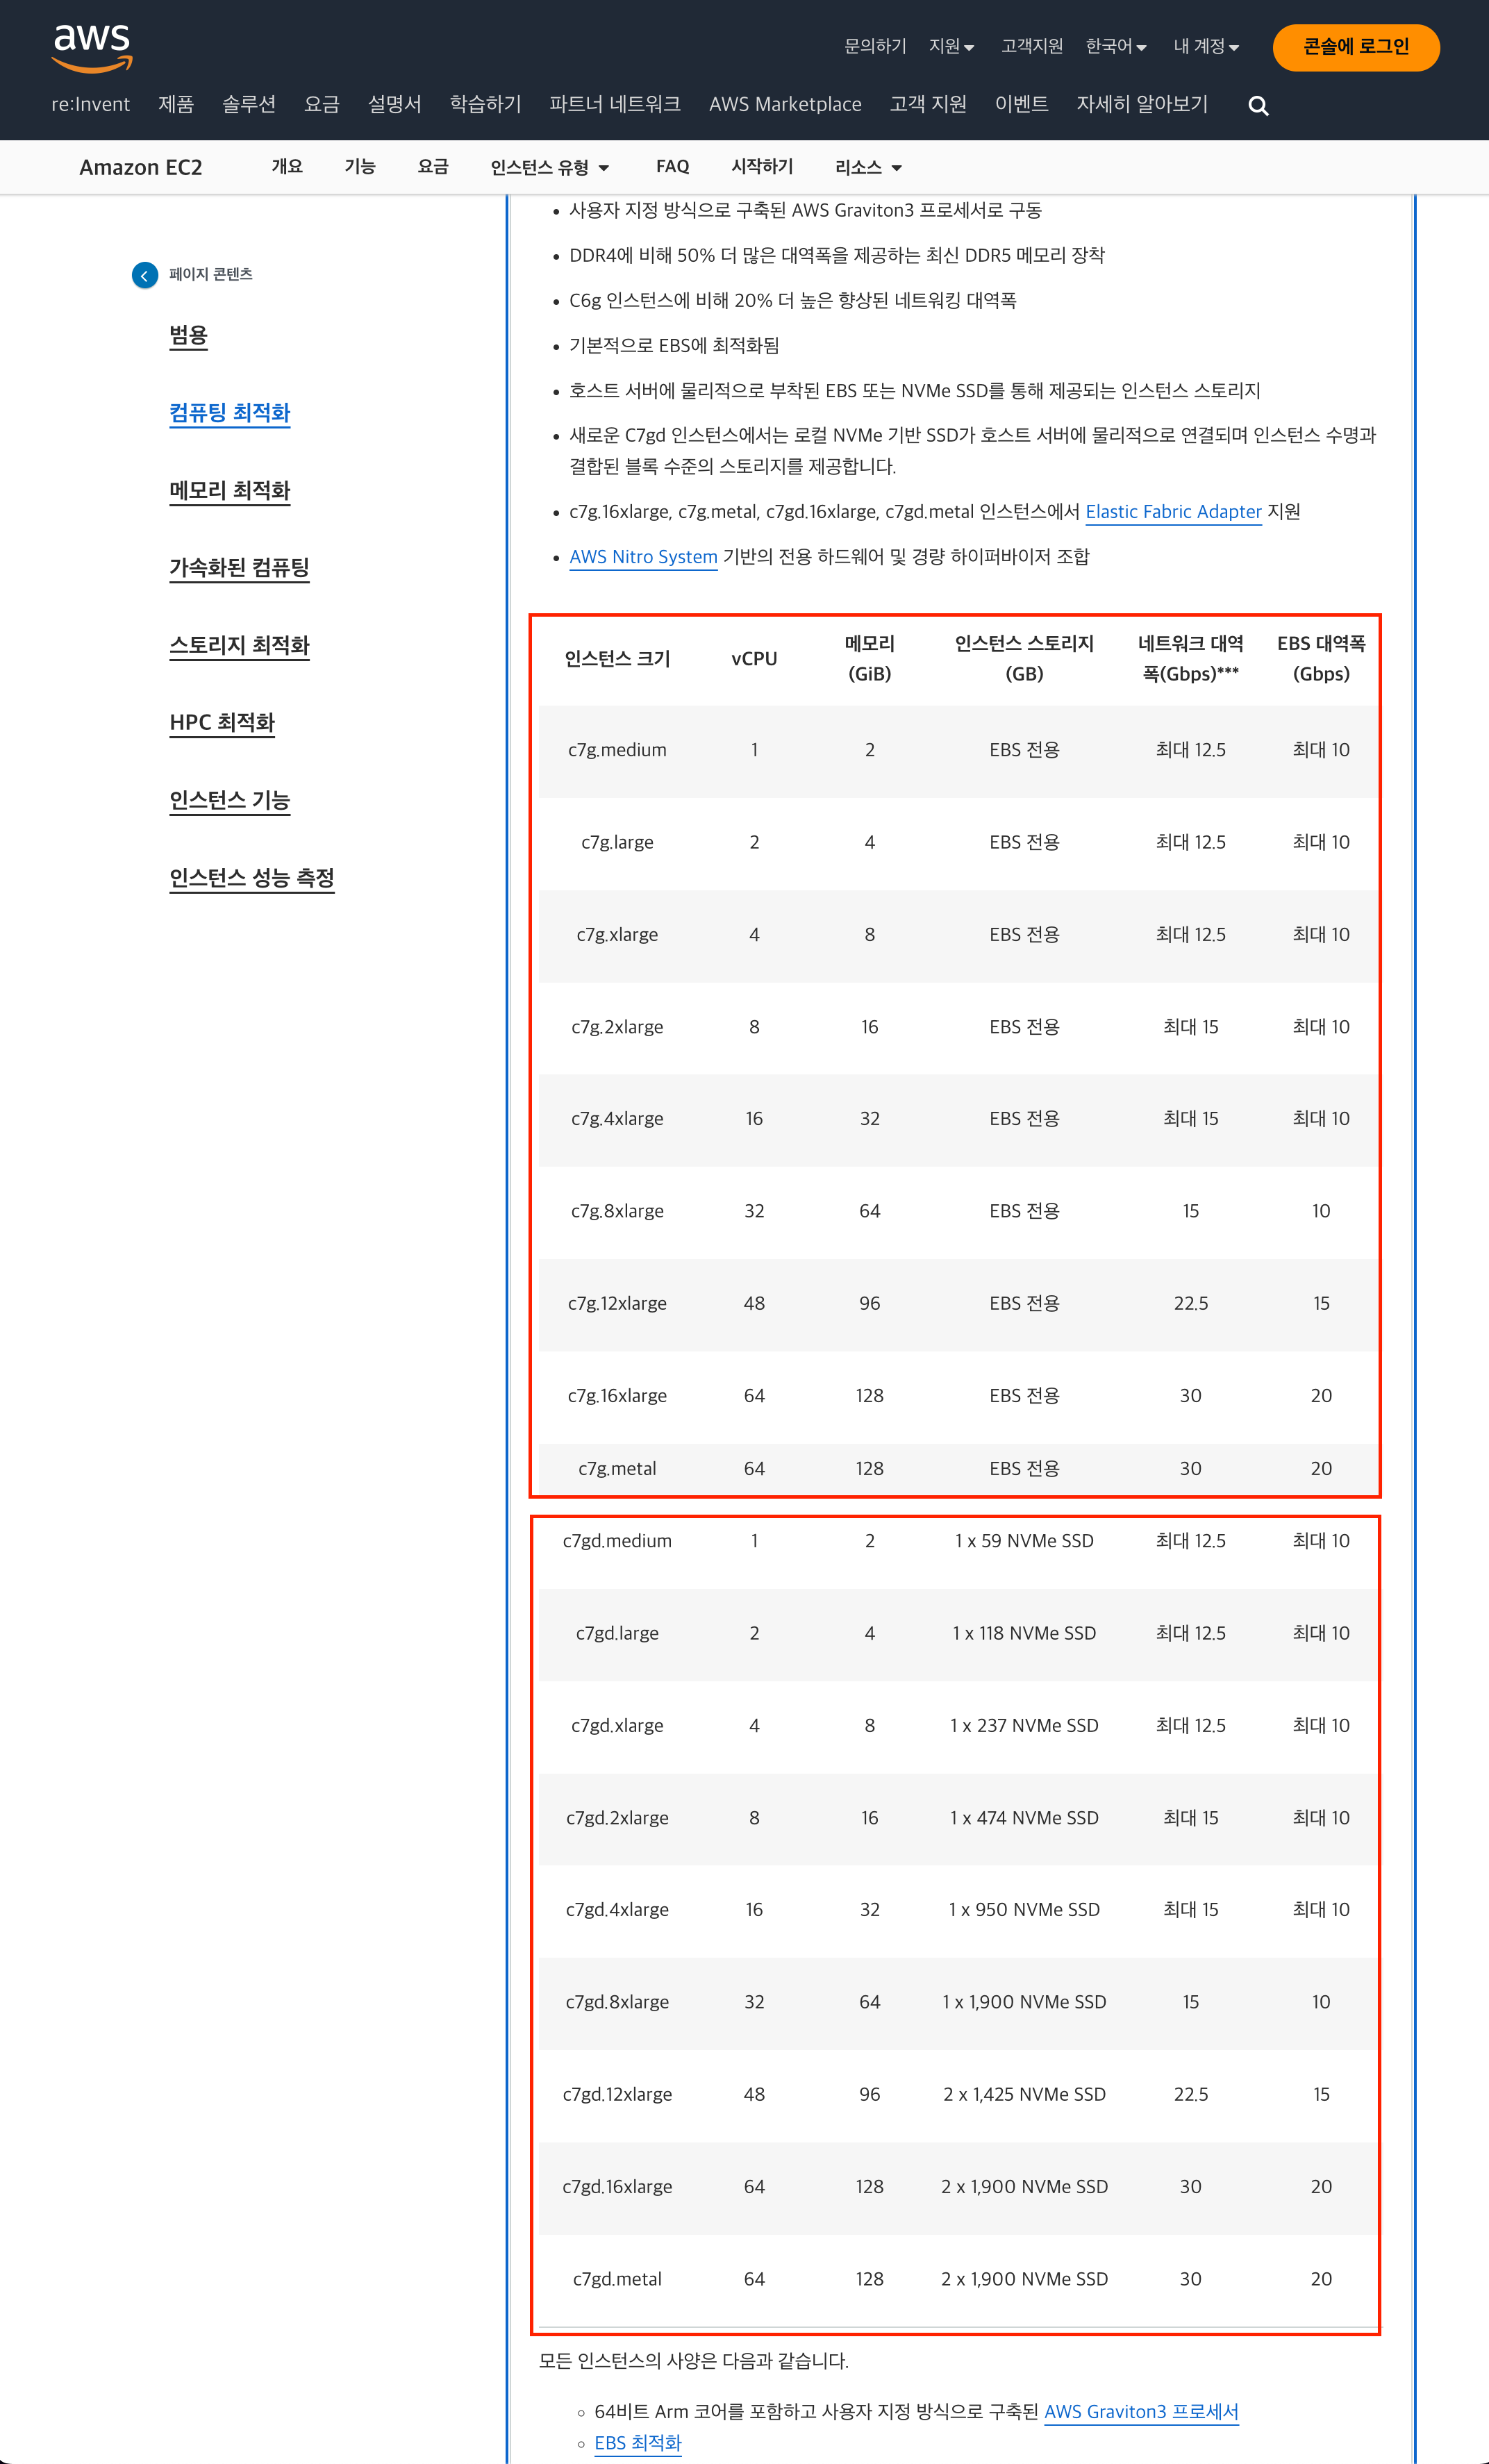 aws
문의하기 지원 고객지원 한국어 내 계정 콘솔에 로그인
re:Invent 제품 솔루션 요금 설명서 학습하기 파트너 네트워크 AWS Marketplace 고객 지원 이벤트 자세히 알아보기
Amazon EC2 개요 기능 요금 인스턴스 유형 FAQ 시작하기 리소스
페이지 콘텐츠
범용
컴퓨팅 최적화
메모리 최적화
가속화된 컴퓨팅
스토리지 최적화
HPC 최적화
인스턴스 기능
인스턴스 성능 측정
• 사용자 지정 방식으로 구축된 AWS Graviton3 프로세서로 구동
• DDR4에 비해 50% 더 많은 대역폭을 제공하는 최신 DDR5 메모리 장착
• C6g 인스턴스에 비해 20% 더 높은 향상된 네트워킹 대역폭
• 기본적으로 EBS에 최적화됨
• 호스트 서버에 물리적으로 부착된 EBS 또는 NVMe SSD를 통해 제공되는 인스턴스 스토리지
• 새로운 C7gd 인스턴스에서는 로컬 NVMe 기반 SSD가 호스트 서버에 물리적으로 연결되며 인스턴스 수명과
결합된 블록 수준의 스토리지를 제공합니다.
• c7g.16xlarge, c7g.metal, c7gd.16xlarge, c7gd.metal 인스턴스에서 Elastic Fabric Adapter 지원
• AWS Nitro System 기반의 전용 하드웨어 및 경량 하이퍼바이저 조합
인스턴스 크기 vCPU 메모리 (GiB) 인스턴스 스토리지 (GB) 네트워크 대역폭(Gbps)*** EBS 대역폭 (Gbps)
c7g.medium 1 2 EBS 전용 최대 12.5 최대 10
c7g.large 2 4 EBS 전용 최대 12.5 최대 10
c7g.xlarge 4 8 EBS 전용 최대 12.5 최대 10
c7g.2xlarge 8 16 EBS 전용 최대 15 최대 10
c7g.4xlarge 16 32 EBS 전용 최대 15 최대 10
c7g.8xlarge 32 64 EBS 전용 15 10
c7g.12xlarge 48 96 EBS 전용 22.5 15
c7g.16xlarge 64 128 EBS 전용 30 20
c7g.metal 64 128 EBS 전용 30 20
c7gd.medium 1 2 1 x 59 NVMe SSD 최대 12.5 최대 10
c7gd.large 2 4 1 x 118 NVMe SSD 최대 12.5 최대 10
c7gd.xlarge 4 8 1 x 237 NVMe SSD 최대 12.5 최대 10
c7gd.2xlarge 8 16 1 x 474 NVMe SSD 최대 15 최대 10
c7gd.4xlarge 16 32 1 x 950 NVMe SSD 최대 15 최대 10
c7gd.8xlarge 32 64 1 x 1,900 NVMe SSD 15 10
c7gd.12xlarge 48 96 2 x 1,425 NVMe SSD 22.5 15
c7gd.16xlarge 64 128 2 x 1,900 NVMe SSD 30 20
c7gd.metal 64 128 2 x 1,900 NVMe SSD 30 20
모든 인스턴스의 사양은 다음과 같습니다.
◦ 64비트 Arm 코어를 포함하고 사용자 지정 방식으로 구축된 AWS Graviton3 프로세서
◦ EBS 최적화